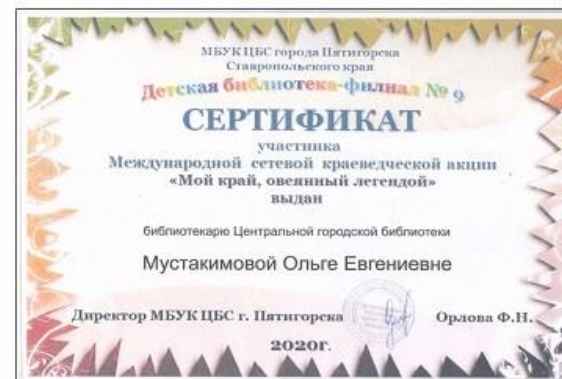 МБУК ЦБС города Пятигорска
Ставропольского края
Детская библиотека-филиал № 9
СЕРТИФИКАТ
участника
Международной сетевой краеведческой акции
«Мой край, овеянный легендой»
выдан
библиотекарю Центральной городской библиотеки
Мустакимовой Ольге Евгениевне
Директор МБУК ЦБС г. Пятигорска Орлова Ф.Н.
2020г.